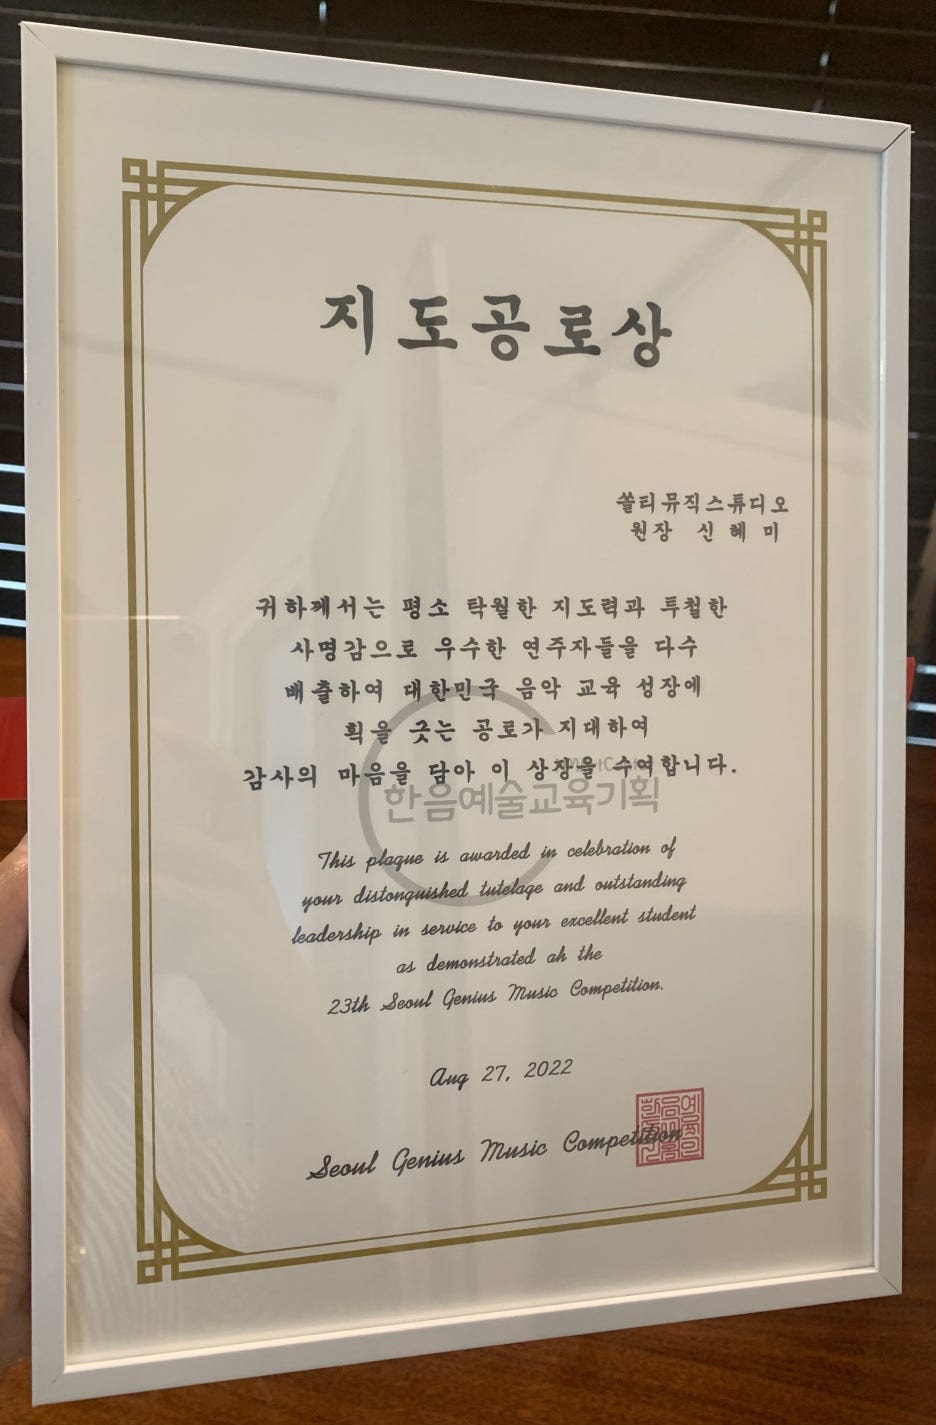 지도공로상
쏠티뮤직스튜디오
원장 신혜미
귀하께서는 평소 탁월한 지도력과 투철한
사명감으로 우수한 연주자들을 다수
배출하여 대한민국 음악 교육 성장에
획을 긋는 공로가 지대하여
감사의 마음을 담아 이 상장을 수여합니다.
한음예술교육기획
This plaque is awarded in celebration of
your distonguished tutelage and outstanding
leadership in service to your excellent student
as demonstrated ah the
23th Seoul Genius Music Competition.
Aug 27, 2022
Seoul Genius Music Competition